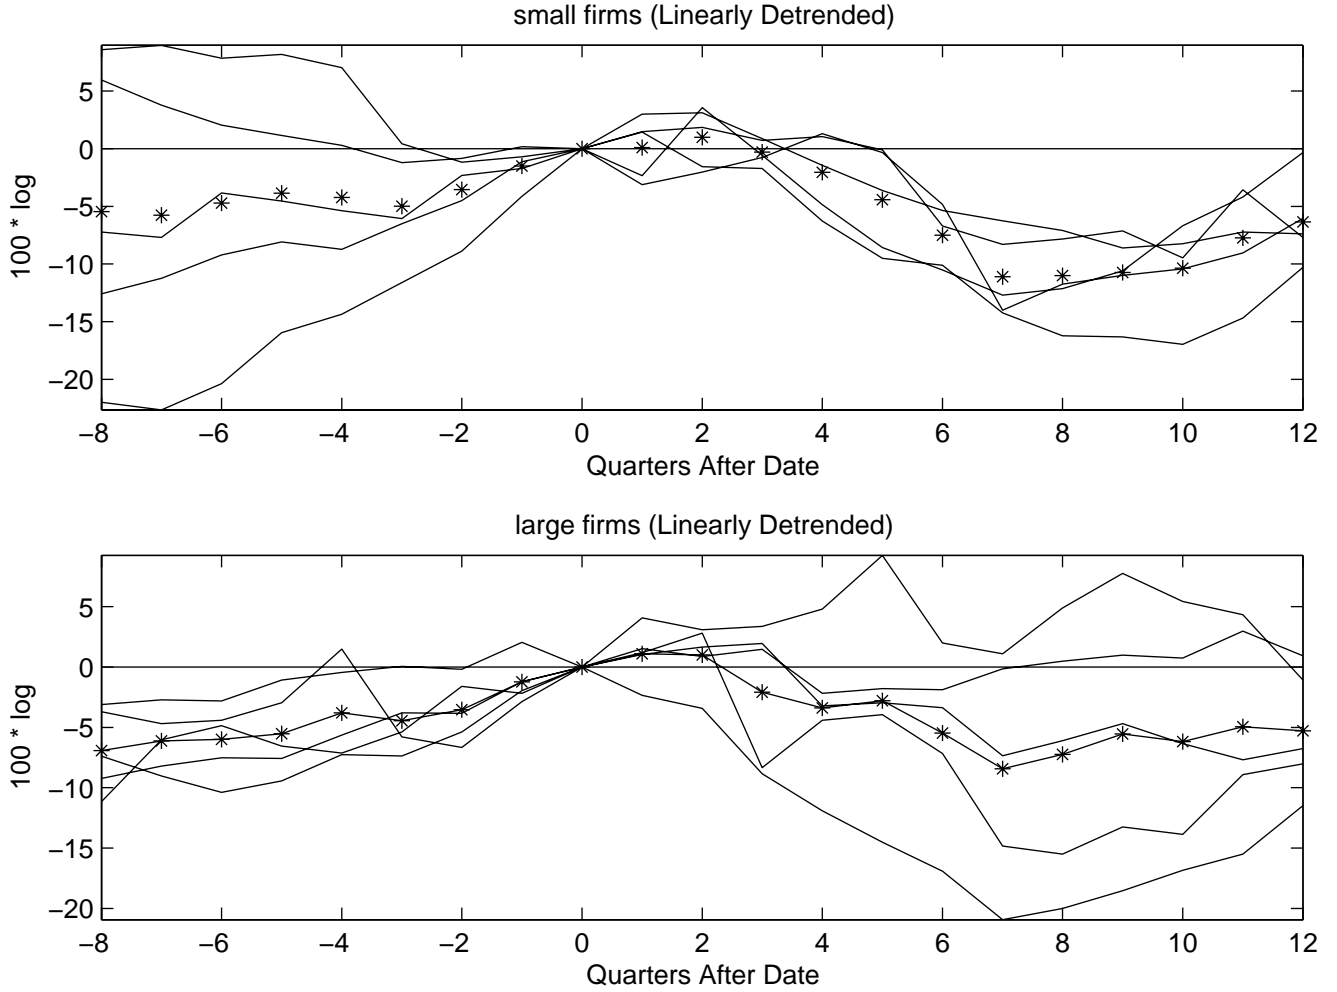 small firms (Linearly Detrended)
5
0
−5
−10
−15
−20
100 * log
−8 −6 −4 −2 0 2 4 6 8 10 12
Quarters After Date
large firms (Linearly Detrended)
5
0
−5
−10
−15
−20
100 * log
−8 −6 −4 −2 0 2 4 6 8 10 12
Quarters After Date